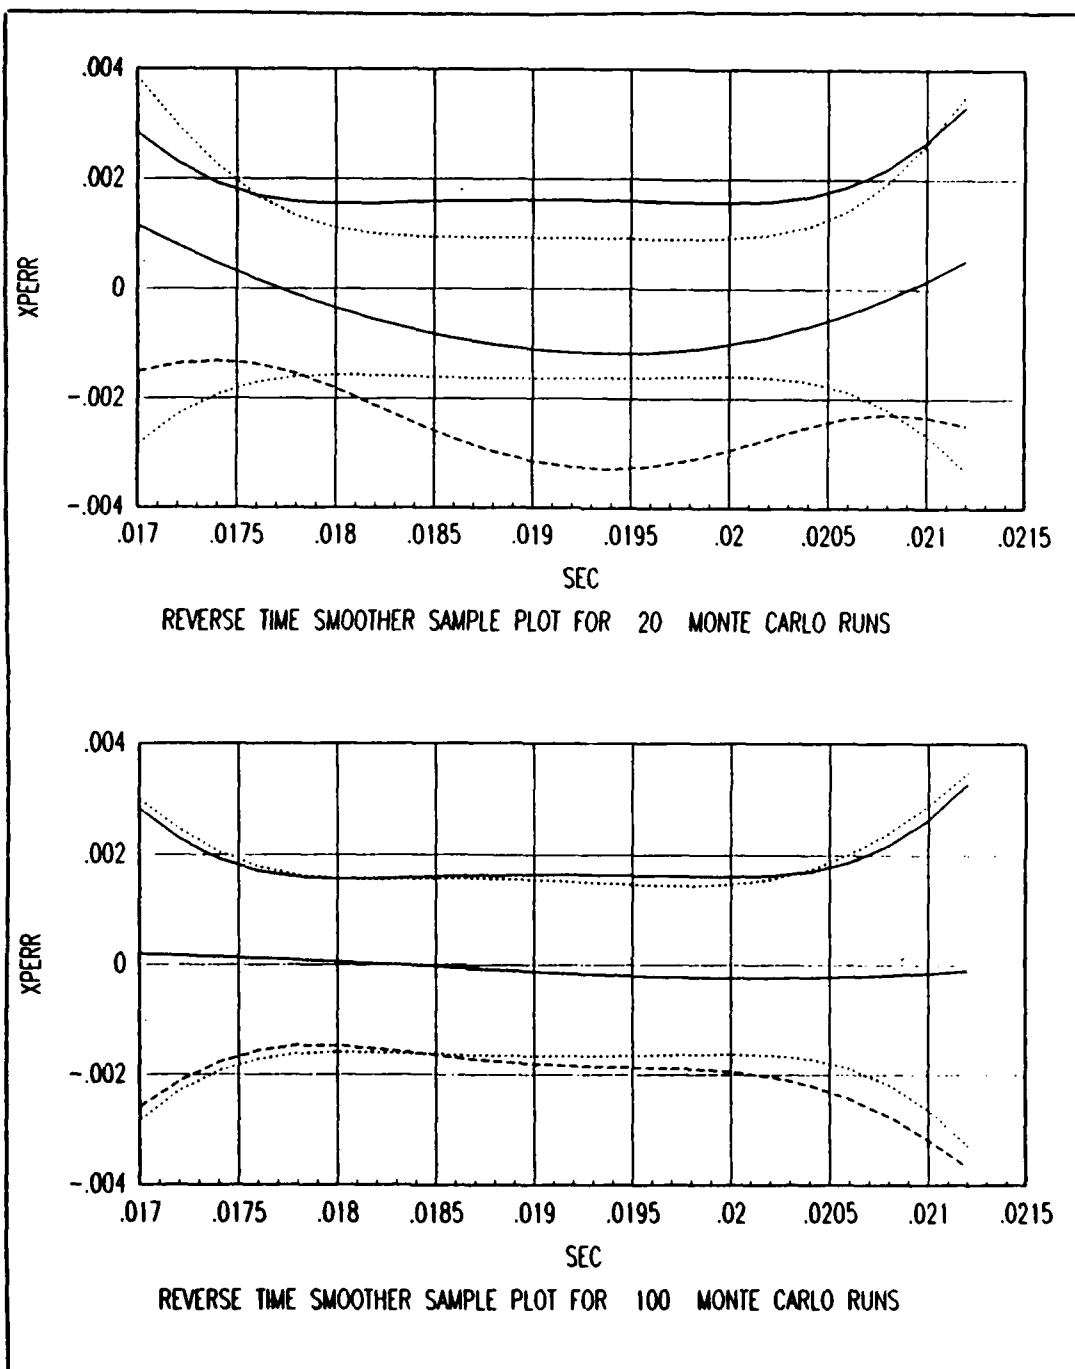 .004
.002
0
-.002
-.004
XPERR
.017 .0175 .018 .0185 .019 .0195 .02 .0205 .021 .0215
SEC
REVERSE TIME SMOOTHER SAMPLE PLOT FOR 20 MONTE CARLO RUNS
.004
.002
0
-.002
-.004
XPERR
.017 .0175 .018 .0185 .019 .0195 .02 .0205 .021 .0215
SEC
REVERSE TIME SMOOTHER SAMPLE PLOT FOR 100 MONTE CARLO RUNS